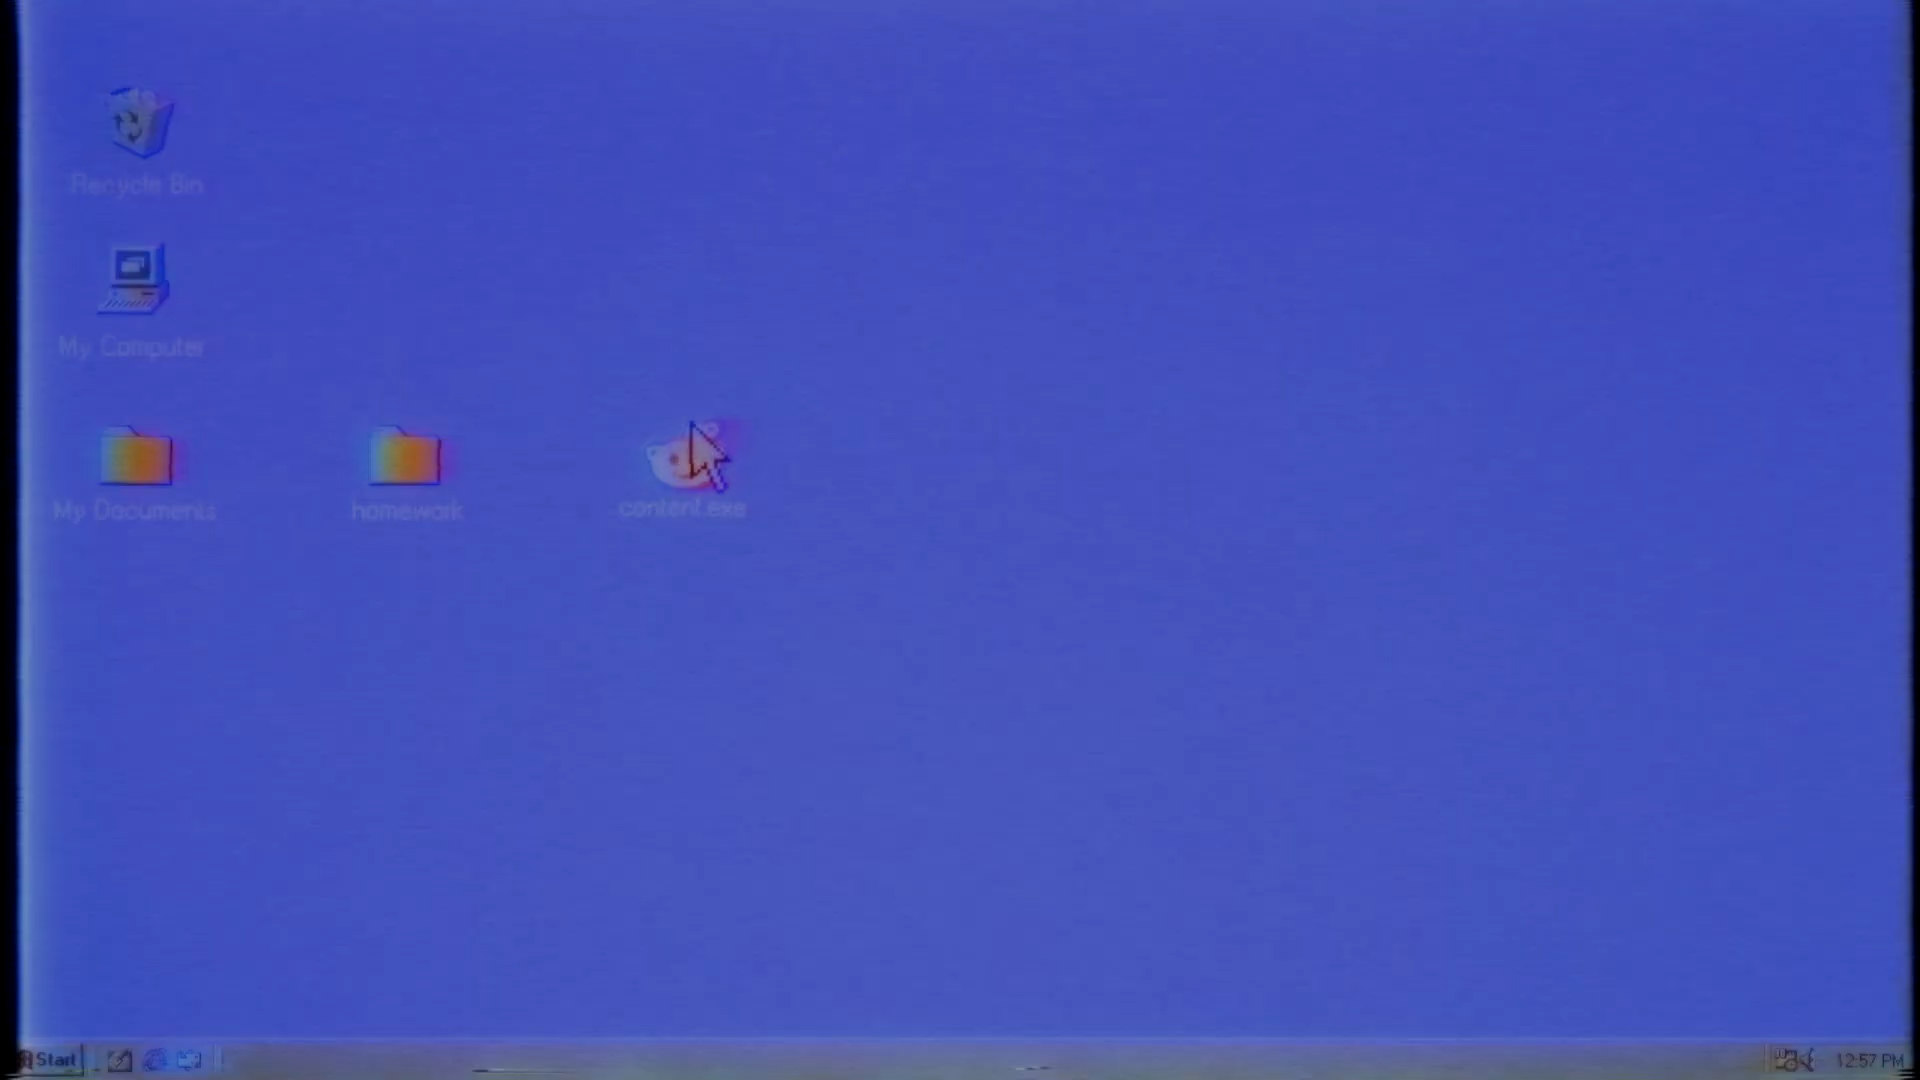 Recycle Bin
My Computer
My Documents
homework
content.exe
Start
12:57 PM